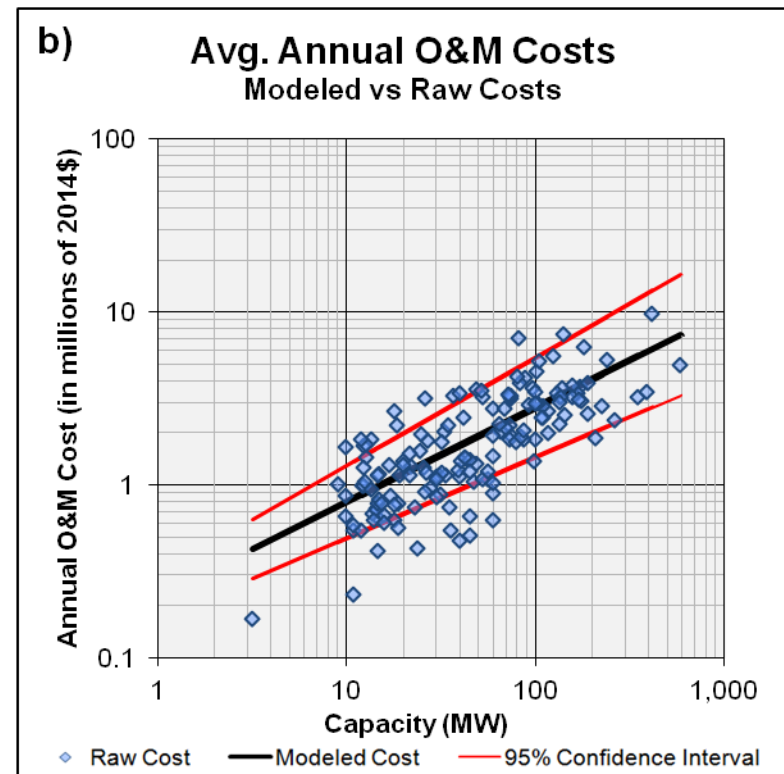 b)
Avg. Annual O&M Costs
Modeled vs Raw Costs
Annual O&M Cost (in millions of 2014$)
100
10
1
0.1
1
10
100
1,000
Capacity (MW)
Raw Cost
Modeled Cost
95% Confidence Interval